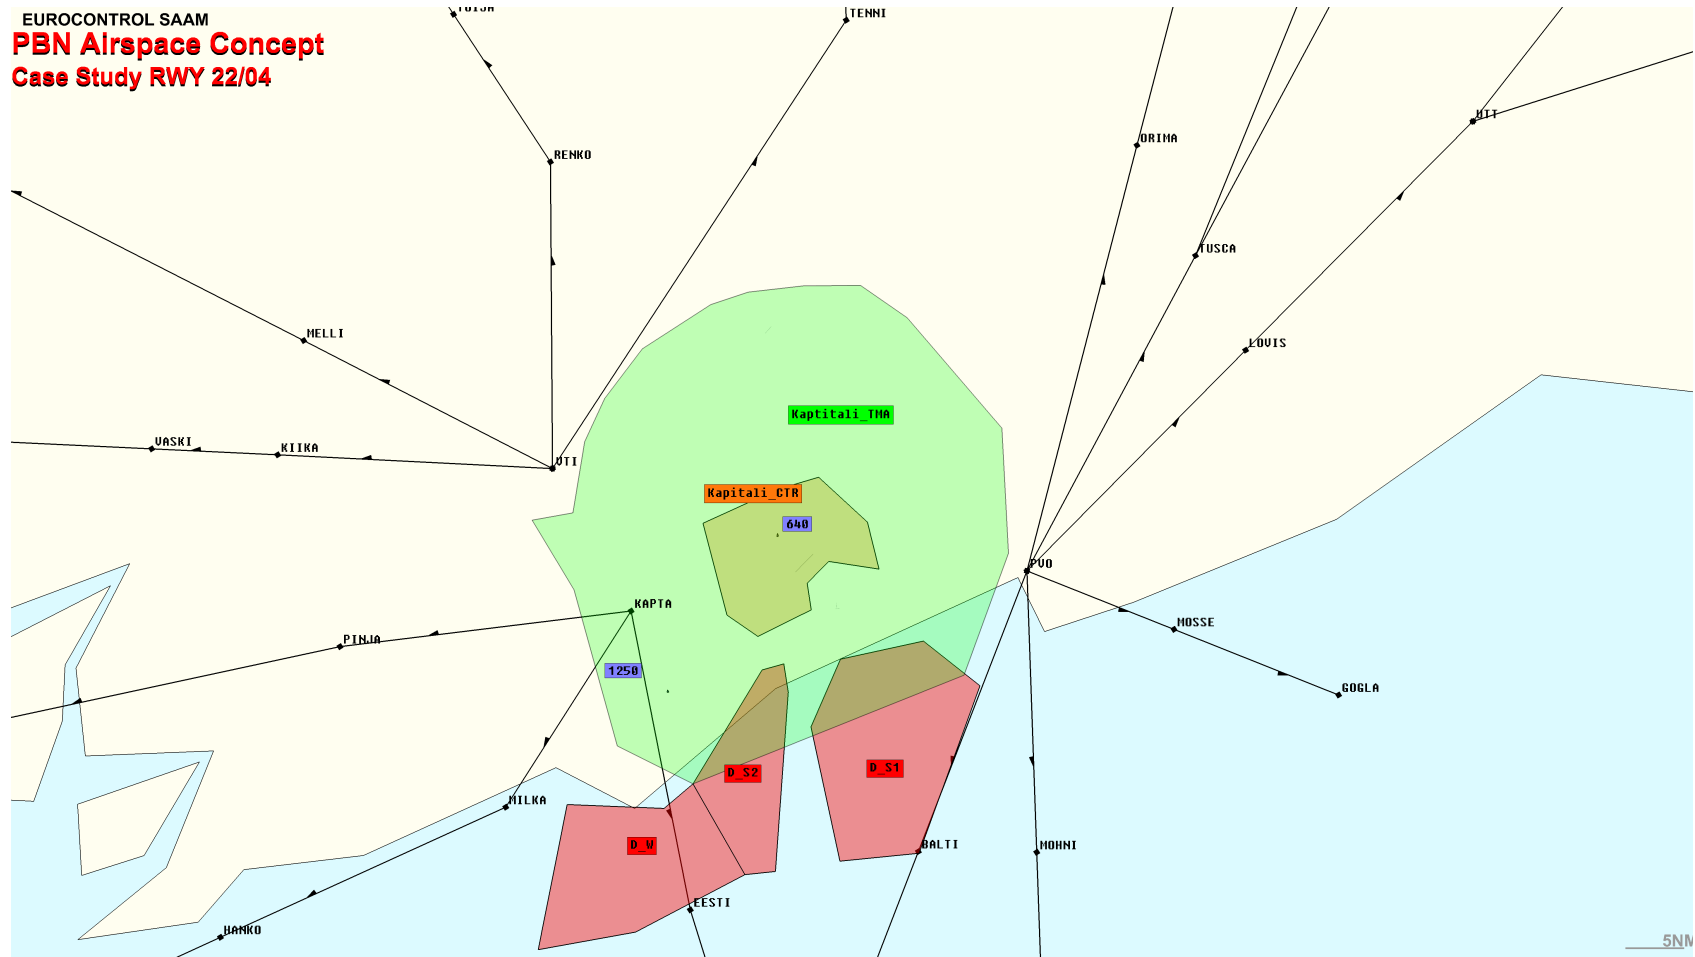 EUROCONTROL SAAM
PBN Airspace Concept
Case Study RWY 22/04
TENNI
ORIMA
UTT
RENKO
TUSCA
MELLI
LOVIS
Kaptitali_TMA
VASKI
KIIKA
VTI
Kapitali_CTR
640
PVO
KAPTA
MOSSE
PINJA
1250
GOGLA
D_S2
D_S1
MILKA
D_W
BALTI
MOHNI
EESTI
HANKO
5NM